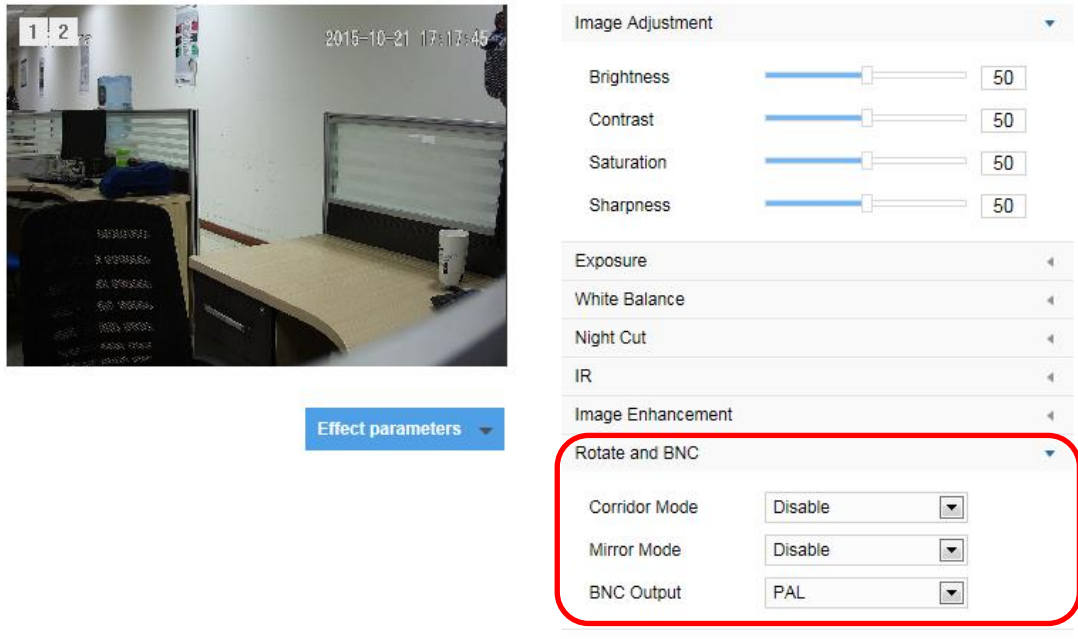 1 2
2015-10-21 17:17:45
Effect parameters
Image Adjustment
Brightness 50
Contrast 50
Saturation 50
Sharpness 50
Exposure
White Balance
Night Cut
IR
Image Enhancement
Rotate and BNC
Corridor Mode Disable
Mirror Mode Disable
BNC Output PAL